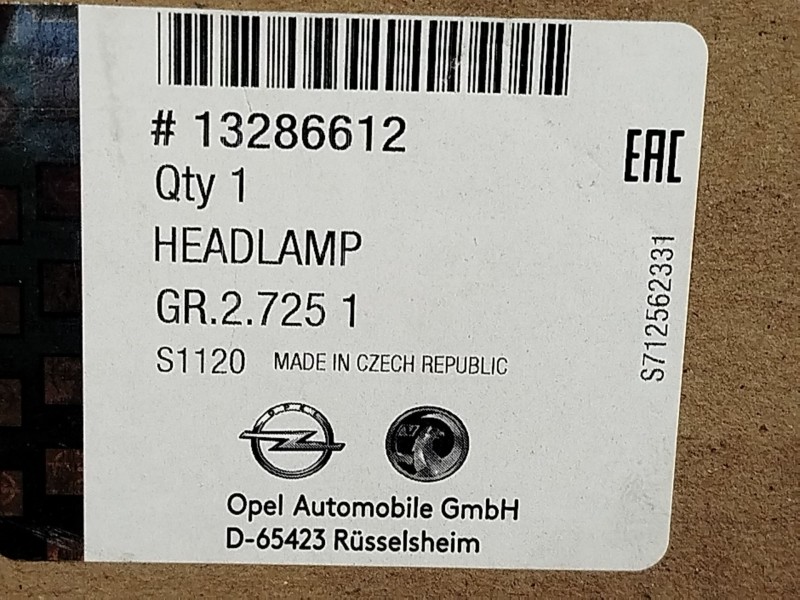 # 13286612
Qty 1
HEADLAMP
GR.2.725 1
S1120 MADE IN CZECH REPUBLIC
EAC
S712562331
OPEL
Opel Automobile GmbH
D-65423 Rüsselsheim